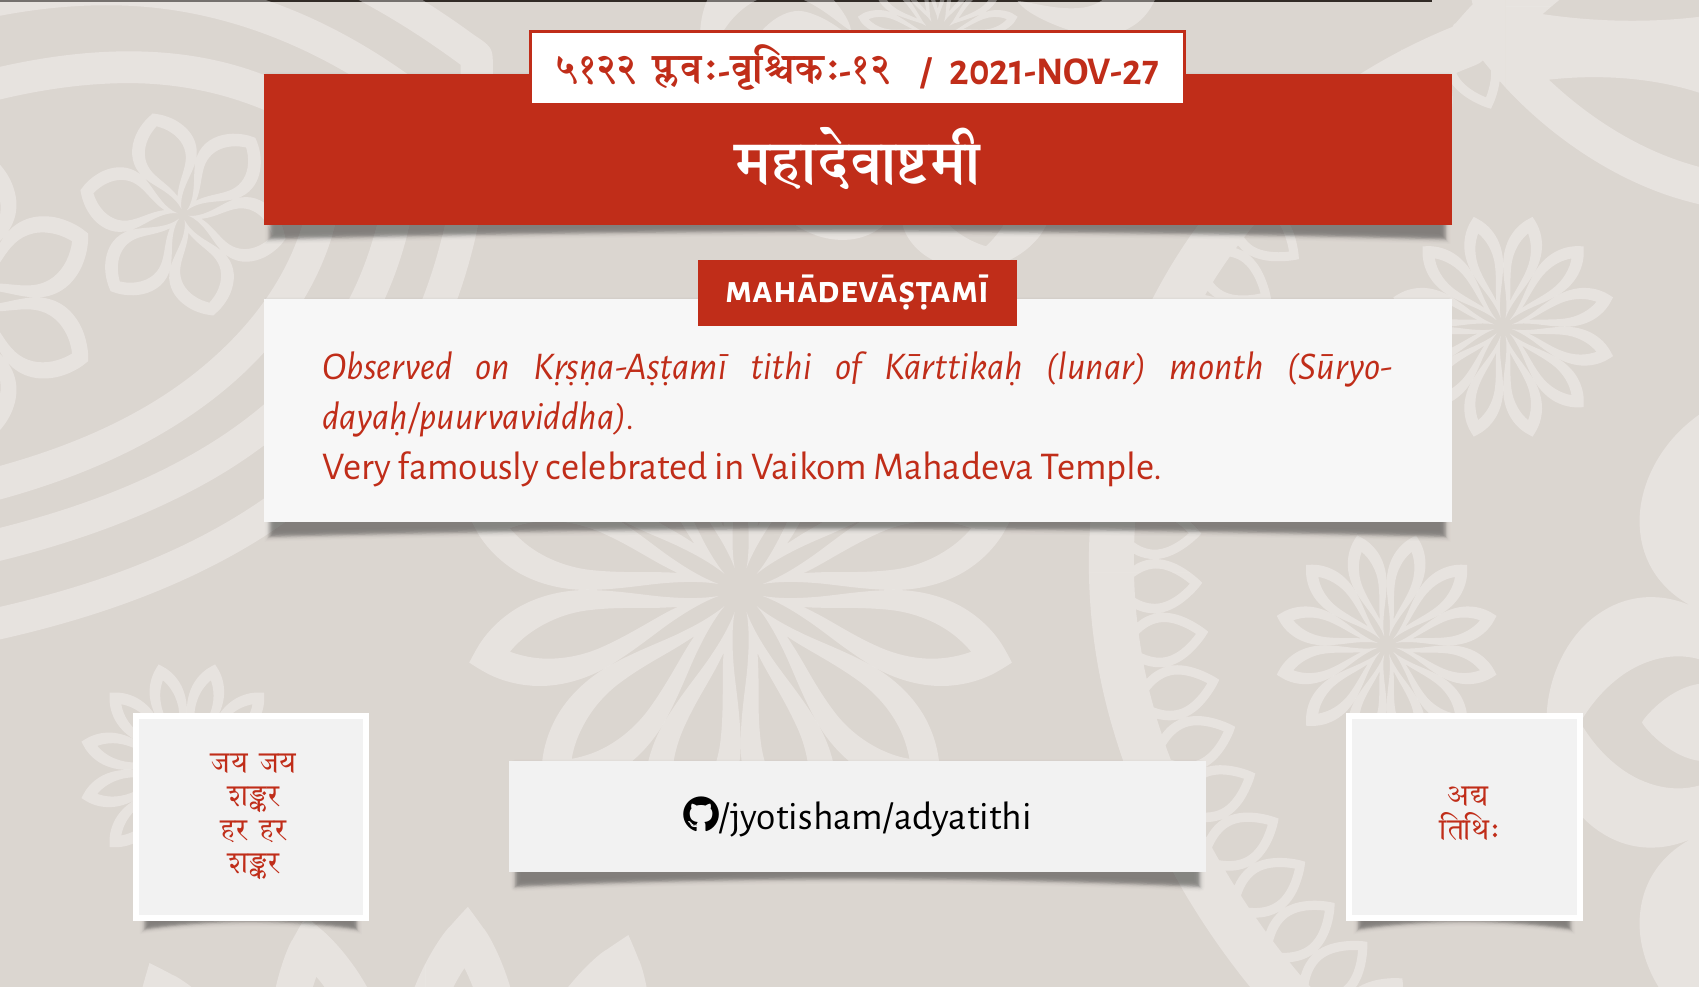 ५१२२ प्लवः-वृश्चिकः-१२ / 2021-NOV-27
महादेवाष्टमी
MAHĀDEVĀṢṬAMĪ
Observed on Kṛṣṇa-Aṣṭamī tithi of Kārttikaḥ (lunar) month (Sūryo-
dayaḥ/puurvaviddha).
Very famously celebrated in Vaikom Mahadeva Temple.
जय जय
शङ्कर
हर हर
शङ्कर
/jyotisham/adyatithi
अद्य
तिथिः